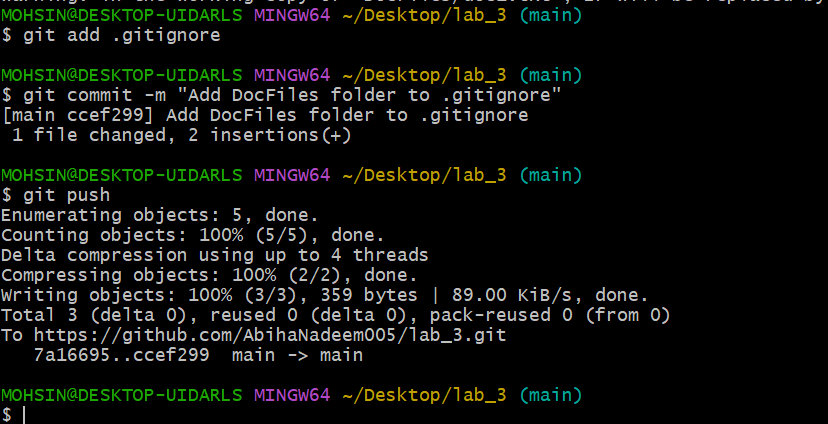 MOHSIN@DESKTOP-UIDARLS MINGW64 ~/Desktop/lab_3 (main)
$ git add .gitignore
MOHSIN@DESKTOP-UIDARLS MINGW64 ~/Desktop/lab_3 (main)
$ git commit -m "Add DocFiles folder to .gitignore"
[main ccef299] Add DocFiles folder to .gitignore
 1 file changed, 2 insertions(+)
MOHSIN@DESKTOP-UIDARLS MINGW64 ~/Desktop/lab_3 (main)
$ git push
Enumerating objects: 5, done.
Counting objects: 100% (5/5), done.
Delta compression using up to 4 threads
Compressing objects: 100% (2/2), done.
Writing objects: 100% (3/3), 359 bytes | 89.00 KiB/s, done.
Total 3 (delta 0), reused 0 (delta 0), pack-reused 0 (from 0)
To https://github.com/AbihaNadeem005/lab_3.git
   7a16695..ccef299  main -> main
MOHSIN@DESKTOP-UIDARLS MINGW64 ~/Desktop/lab_3 (main)
$